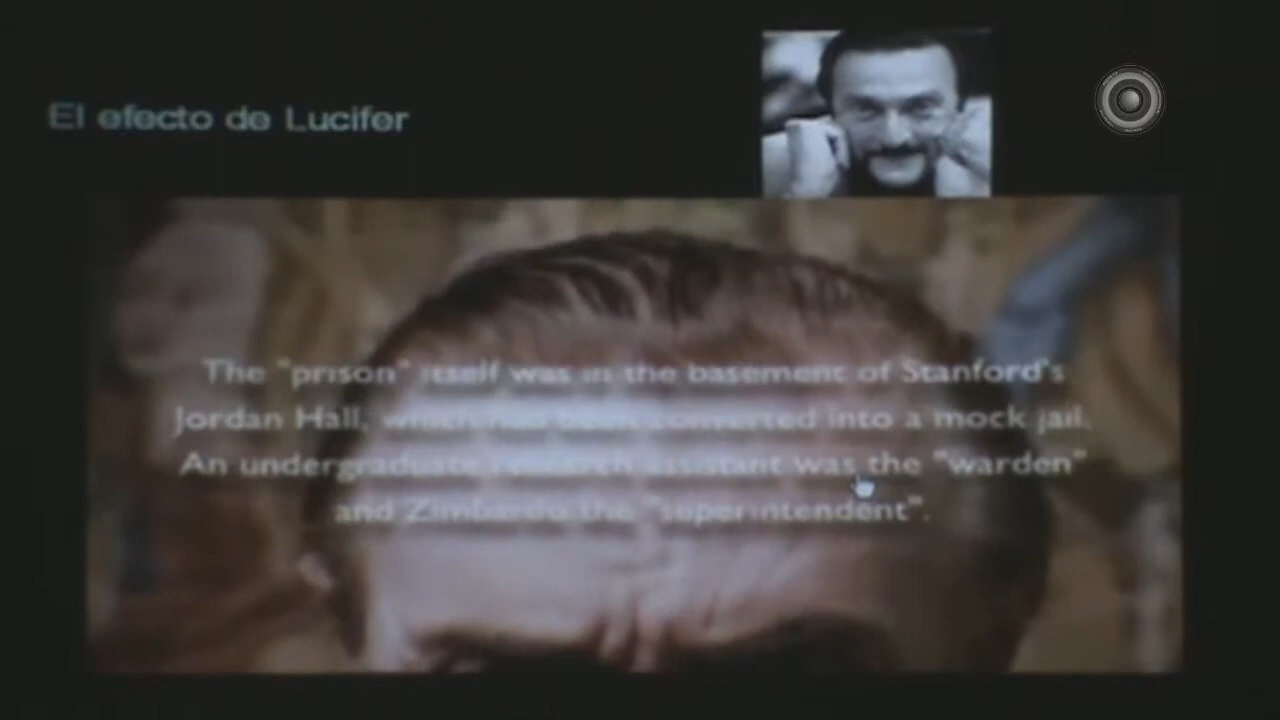 El efecto de Lucifer
The "prison" itself was in the basement of Stanford's
Jordan Hall, which had been converted into a mock jail.
An undergraduate research assistant was the "warden"
and Zimbardo the "superintendent".